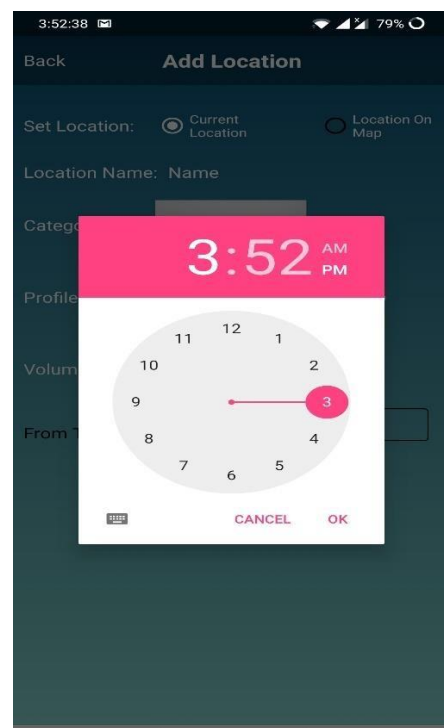 3:52:38 79%
Back Add Location
Set Location: Current Location Location On Map
Location Name: Name
Catego
3:52 AM PM
Profile
Volum
From T
12
11 1
10 2
9 3
8 4
7 5
6
CANCEL OK